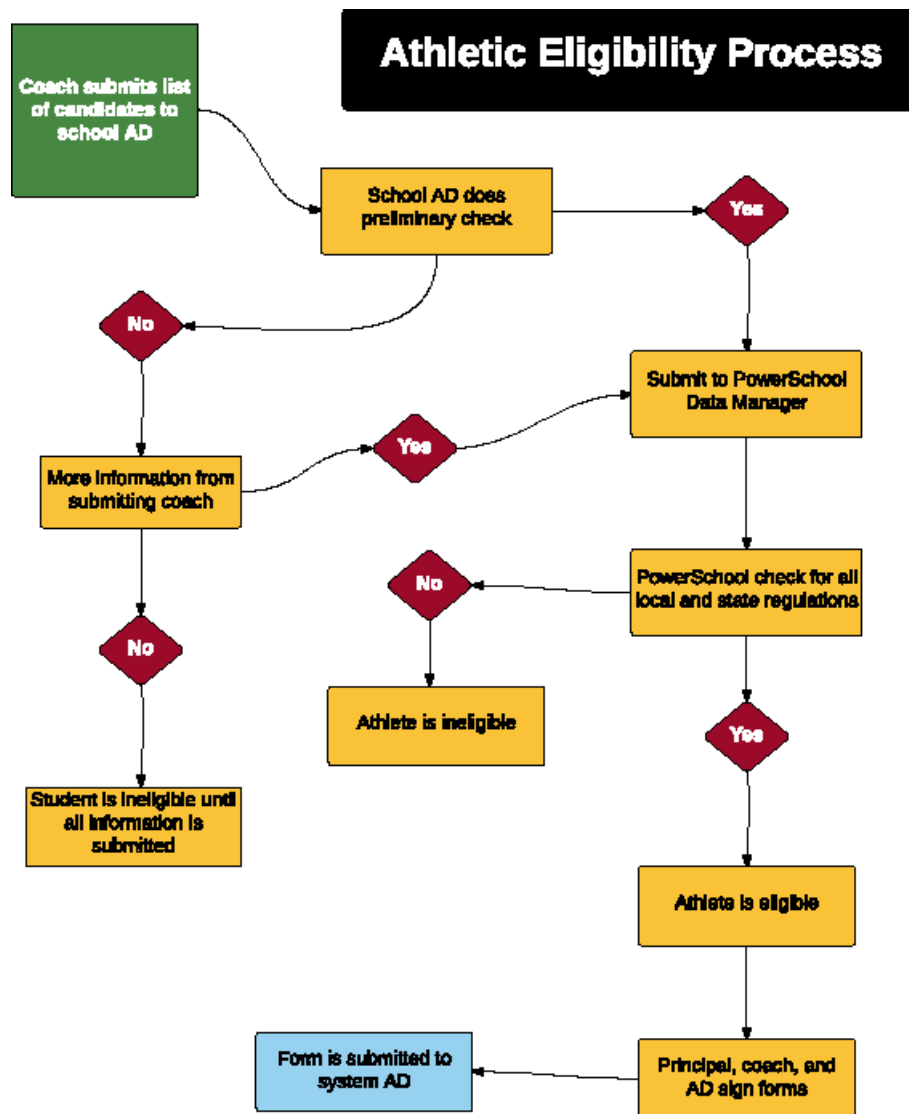 Athletic Eligibility Process
Coach submits list
of candidates to
school AD
School AD does
preliminary check
Yes
No
Submit to PowerSchool
Data Manager
Yes
More information from
submitting coach
No
PowerSchool check for all
local and state regulations
No
Athlete is ineligible
Yes
Student is ineligible until
all information is
submitted
Athlete is eligible
Form is submitted to
system AD
Principal, coach, and
AD sign forms